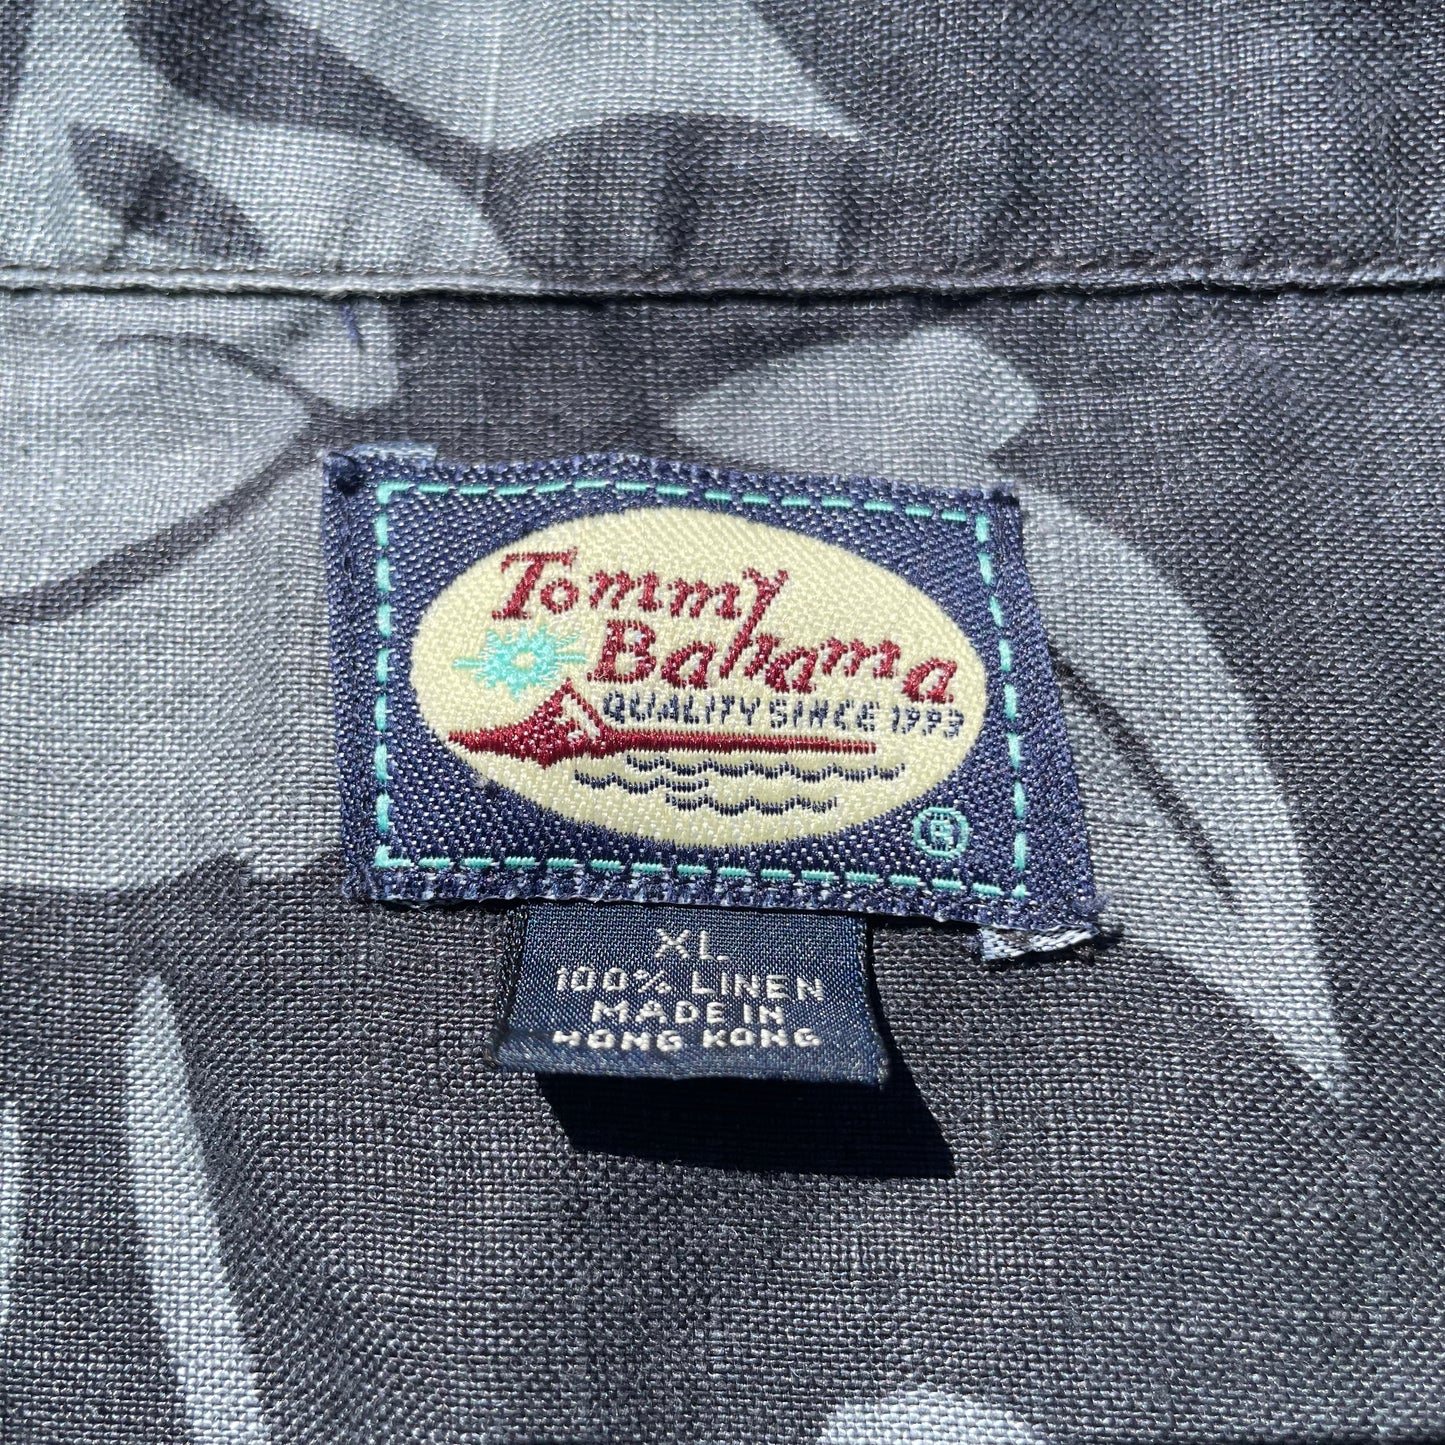 Tommy
Bahama
QUALITY SINCE 1993
®
XL
100% LINEN
MADE IN
HONG KONG